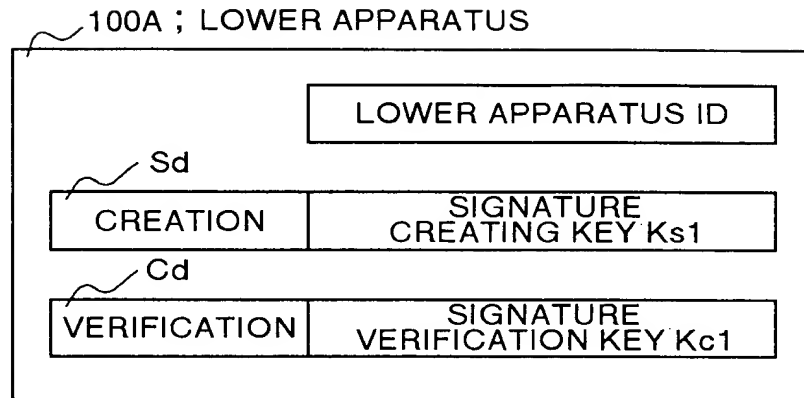 100A ; LOWER APPARATUS
LOWER APPARATUS ID
Sd
CREATION
SIGNATURE
CREATING KEY Ks1
Cd
VERIFICATION
SIGNATURE
VERIFICATION KEY Kc1